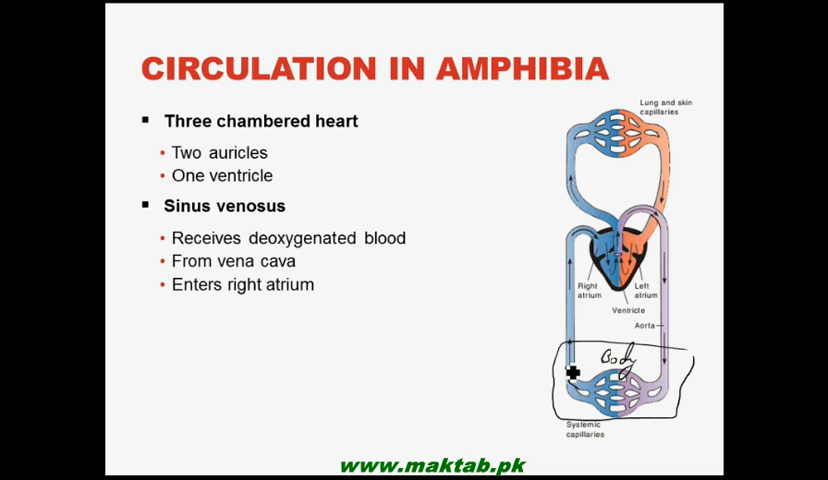 CIRCULATION IN AMPHIBIA
▪ Three chambered heart
• Two auricles
• One ventricle
▪ Sinus venosus
• Receives deoxygenated blood
• From vena cava
• Enters right atrium
Lung and skin
capillaries
Right
atrium
Left
atrium
Ventricle
Aorta
Body
Systemic
capillaries
www.maktab.pk